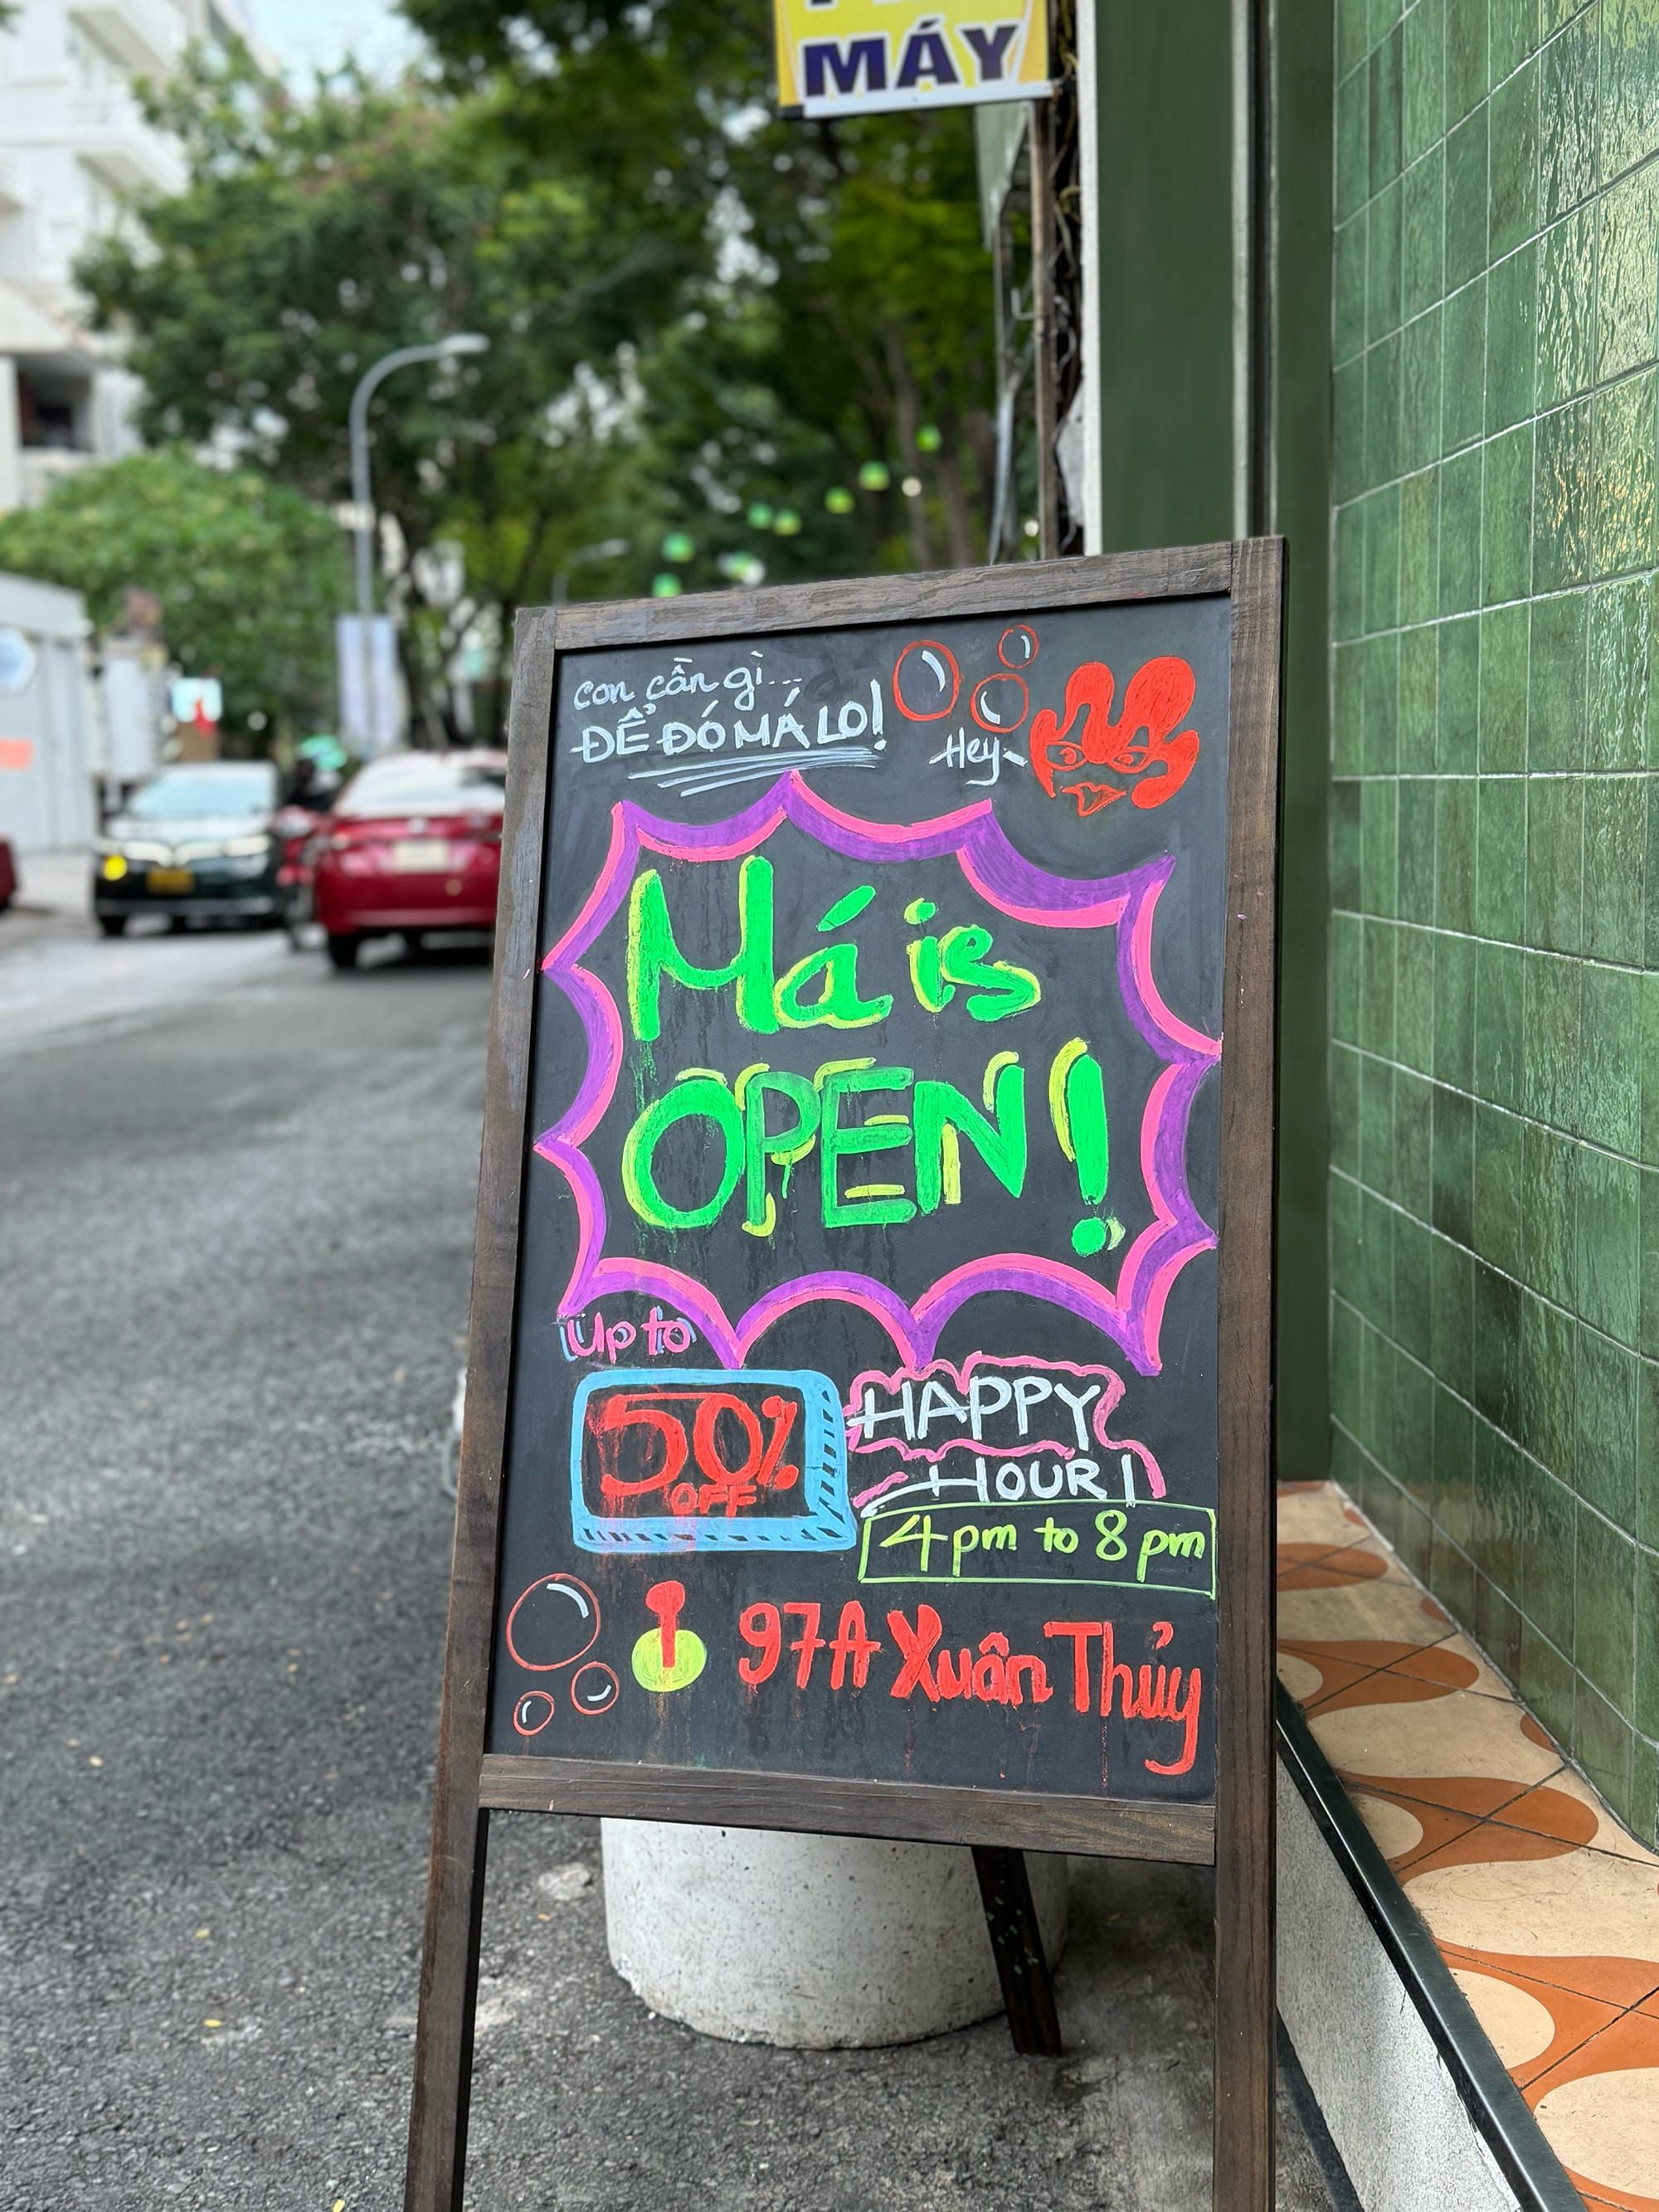 MÁY
con cần gì...
ĐỂ ĐÓ MÁ LO!
Hey
Má is
OPEN!
Up to
50%
OFF
HAPPY
HOUR!
4 pm to 8 pm
97A Xuân Thủy